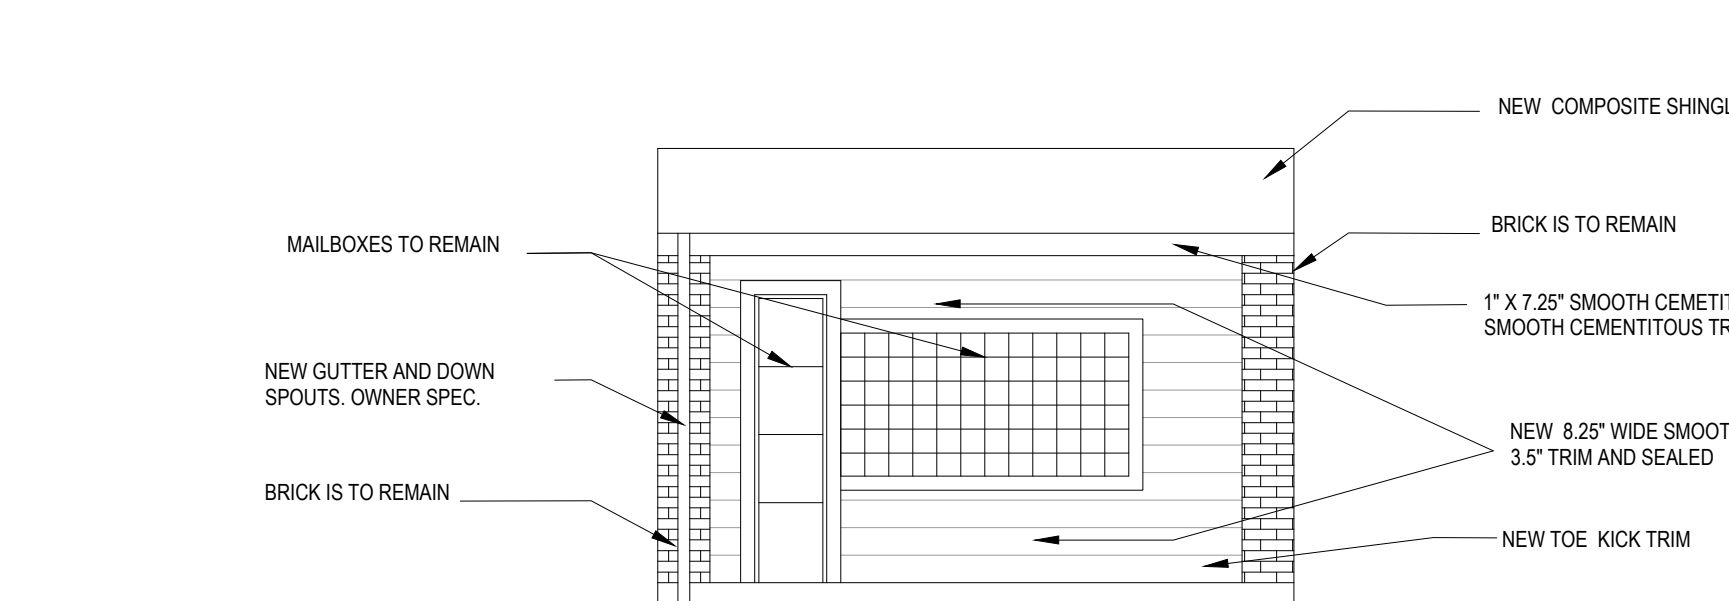 NEW COMPOSITE SHINGL
BRICK IS TO REMAIN
MAILBOXES TO REMAIN
1" X 7.25" SMOOTH CEMETIT
SMOOTH CEMENTITOUS TR
NEW GUTTER AND DOWN
SPOUTS. OWNER SPEC.
NEW 8.25" WIDE SMOOT
3.5" TRIM AND SEALED
BRICK IS TO REMAIN
NEW TOE KICK TRIM